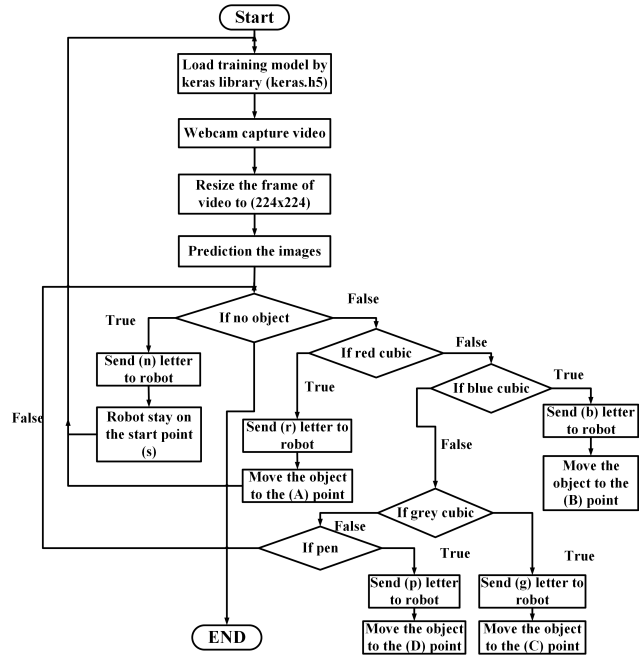 Start
Load training model by
keras library (keras.h5)
Webcam capture video
Resize the frame of
video to (224x224)
Prediction the images
If no object
True
False
Send (n) letter
to robot
Robot stay on
the start point
(s)
False
If red cubic
True
False
Send (r) letter to
robot
Move the object
to the (A) point
If blue cubic
True
False
Send (b) letter
to robot
Move the
object to the
(B) point
If grey cubic
False
True
If pen
True
Send (p) letter
to robot
Move the object
to the (D) point
Send (g) letter to
robot
Move the object
to the (C) point
END